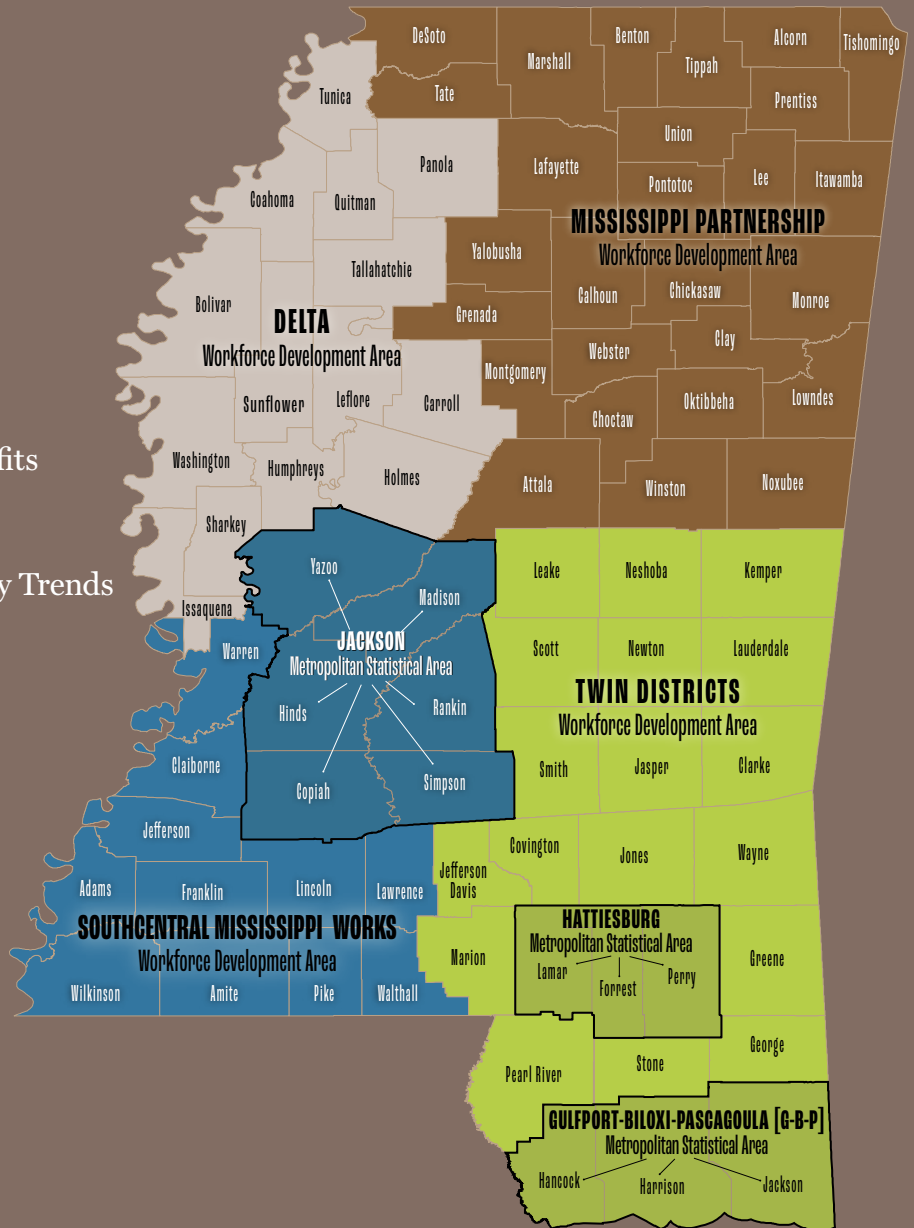 DeSoto
Marshall
Benton
Tippah
Alcorn
Tishomingo
Tate
Prentiss
Tunica
Union
Panola
Lafayette
Pontotoc
Lee
Itawamba
Coahoma
Quitman
MISSISSIPPI PARTNERSHIP
Workforce Development Area
Yalobusha
Tallahatchie
Calhoun
Chickasaw
Monroe
Bolivar
Grenada
DELTA
Workforce Development Area
Clay
Webster
Montgomery
Sunflower
Leflore
Carroll
Oktibbeha
Lowndes
Choctaw
fits
Washington
Humphreys
Holmes
Attala
Winston
Noxubee
Sharkey
y Trends
Yazoo
Leake
Neshoba
Kemper
Issaquena
Madison
JACKSON
Metropolitan Statistical Area
Warren
Scott
Newton
Lauderdale
TWIN DISTRICTS
Workforce Development Area
Hinds
Rankin
Claiborne
Smith
Jasper
Clarke
Copiah
Simpson
Jefferson
Covington
Jones
Wayne
Jefferson
Davis
Adams
Franklin
Lincoln
Lawrence
SOUTHCENTRAL MISSISSIPPI WORKS
Workforce Development Area
HATTIESBURG
Metropolitan Statistical Area
Lamar
Forrest
Perry
Marion
Greene
Wilkinson
Amite
Pike
Walthall
George
Stone
Pearl River
GULFPORT-BILOXI-PASCAGOULA [G-B-P]
Metropolitan Statistical Area
Hancock
Harrison
Jackson